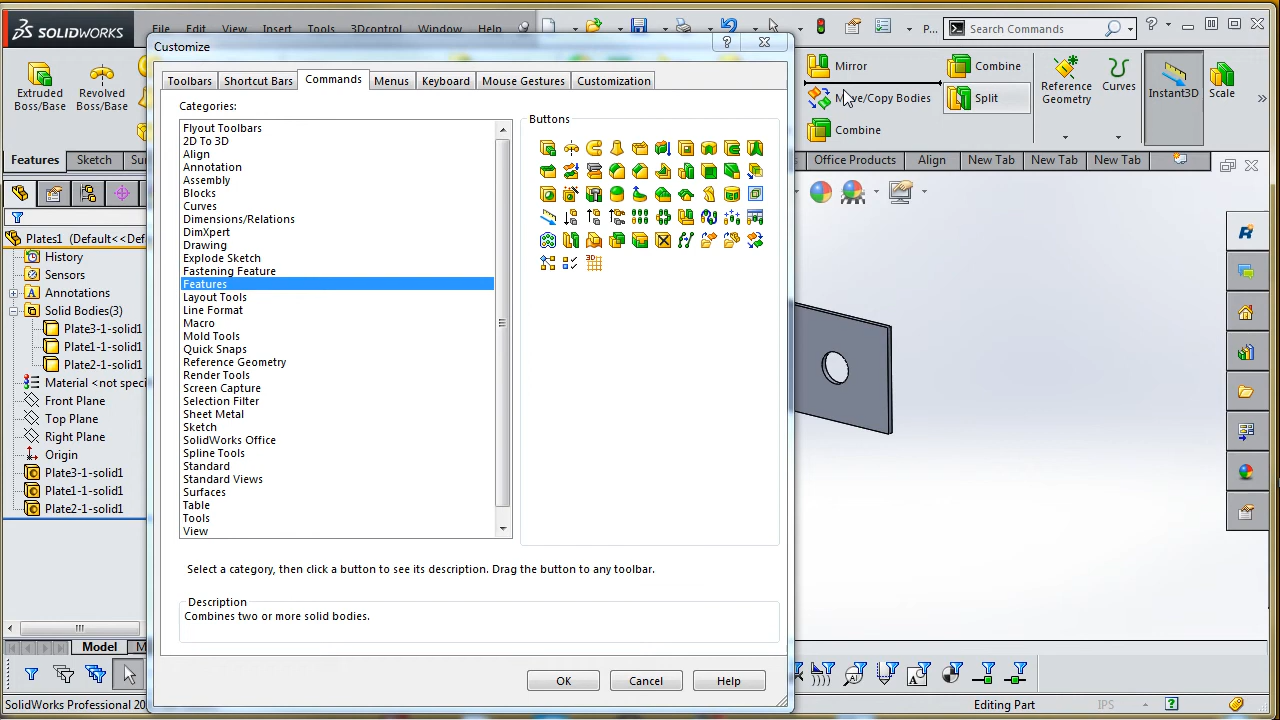 SOLIDWORKS
File Edit View Insert Tools 3Dcontrol Window Help
P...
Search Commands
Customize
Extruded
Boss/Base
Revolved
Boss/Base
Mirror
Combine
Move/Copy Bodies
Split
Combine
Reference
Geometry
Curves
Instant3D
Scale
Toolbars Shortcut Bars Commands Menus Keyboard Mouse Gestures Customization
Features Sketch
Office Products Align New Tab New Tab New Tab
Categories:
Buttons
Flyout Toolbars
2D To 3D
Align
Annotation
Assembly
Blocks
Curves
Dimensions/Relations
DimXpert
Drawing
Explode Sketch
Fastening Feature
Features
Layout Tools
Line Format
Macro
Mold Tools
Quick Snaps
Reference Geometry
Render Tools
Screen Capture
Selection Filter
Sheet Metal
Sketch
SolidWorks Office
Spline Tools
Standard
Standard Views
Surfaces
Table
Tools
View
Plates1 (Default<<Def
History
Sensors
Annotations
Solid Bodies(3)
Plate3-1-solid1
Plate1-1-solid1
Plate2-1-solid1
Material <not speci
Front Plane
Top Plane
Right Plane
Origin
Plate3-1-solid1
Plate1-1-solid1
Plate2-1-solid1
Select a category, then click a button to see its description. Drag the button to any toolbar.
Description
Combines two or more solid bodies.
OK Cancel Help
Model
SolidWorks Professional 20
Editing Part
IPS